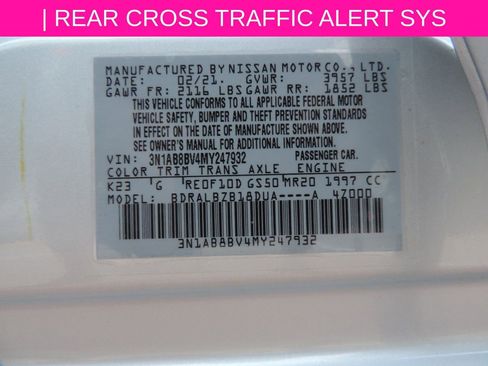 | REAR CROSS TRAFFIC ALERT SYS
MANUFACTURED BY NISSAN MOTOR CO., LTD.
DATE: 02/21. GVWR: 3957 LBS
GAWR FR: 2116 LBS GAWR RR: 1852 LBS
THIS VEHICLE CONFORMS TO ALL APPLICABLE FEDERAL MOTOR
VEHICLE SAFETY, BUMPER AND THEFT PREVENTION STANDARDS
IN EFFECT ON THE DATE OF MANUFACTURE SHOWN ABOVE.
SEE OWNER'S MANUAL FOR ADDITIONAL INFORMATION.
VIN: 3N1AB8BV4MY247932 PASSENGER CAR.
COLOR TRIM TRANS AXLE ENGINE
K23 G RE0F10D GS50 MR20 1997 CC
MODEL: BDRALBZB18DUA----A 47000
3N1AB8BV4MY247932